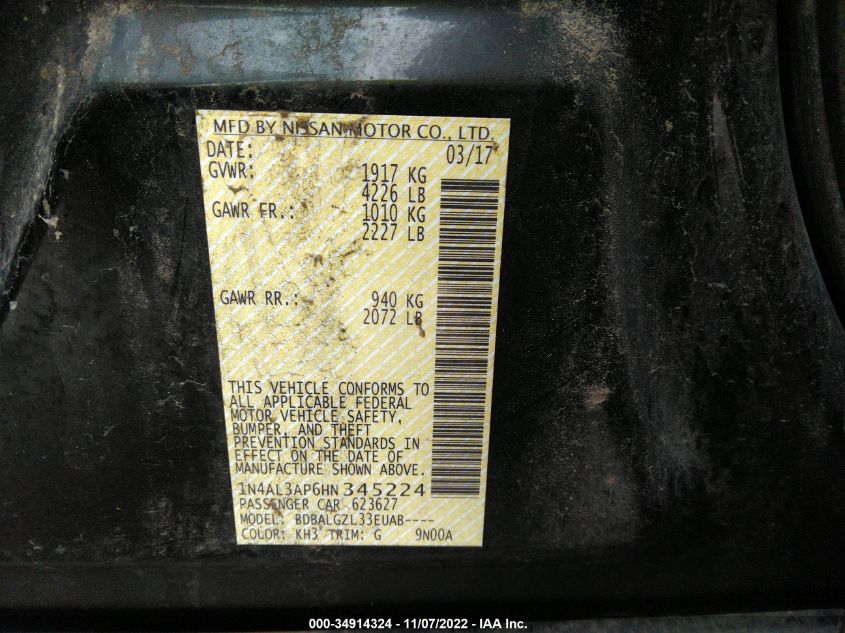 MFD BY NISSAN MOTOR CO., LTD.
DATE: 03/17
GVWR: 1917 KG
4226 LB
GAWR FR.: 1010 KG
2227 LB
GAWR RR.: 940 KG
2072 LB
THIS VEHICLE CONFORMS TO
ALL APPLICABLE FEDERAL
MOTOR VEHICLE SAFETY,
BUMPER, AND THEFT
PREVENTION STANDARDS IN
EFFECT ON THE DATE OF
MANUFACTURE SHOWN ABOVE.
1N4AL3AP6HN345224
PASSENGER CAR 623627
MODEL: BDBALGZL33EUAB----
COLOR: KH3 TRIM: G 9N00A
000-34914324 - 11/07/2022 - IAA Inc.